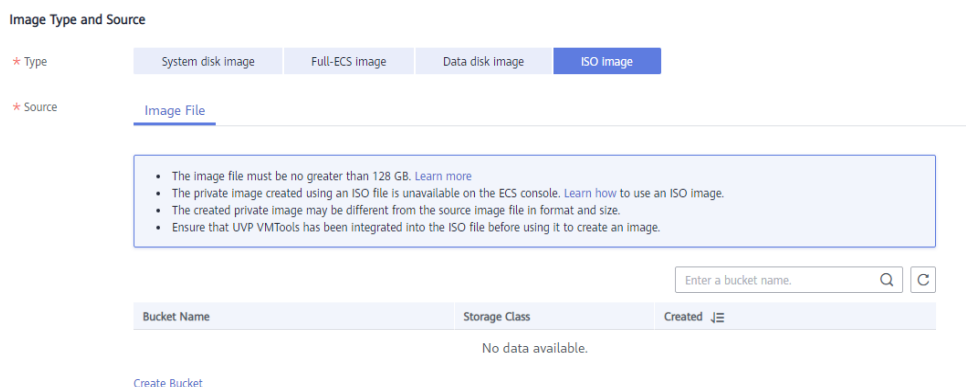 Image Type and Source
* Type
System disk image
Full-ECS image
Data disk image
ISO image
* Source
Image File
• The image file must be no greater than 128 GB. Learn more
• The private image created using an ISO file is unavailable on the ECS console. Learn how to use an ISO image.
• The created private image may be different from the source image file in format and size.
• Ensure that UVP VMTools has been integrated into the ISO file before using it to create an image.
Enter a bucket name.
Bucket Name
Storage Class
Created
No data available.
Create Bucket